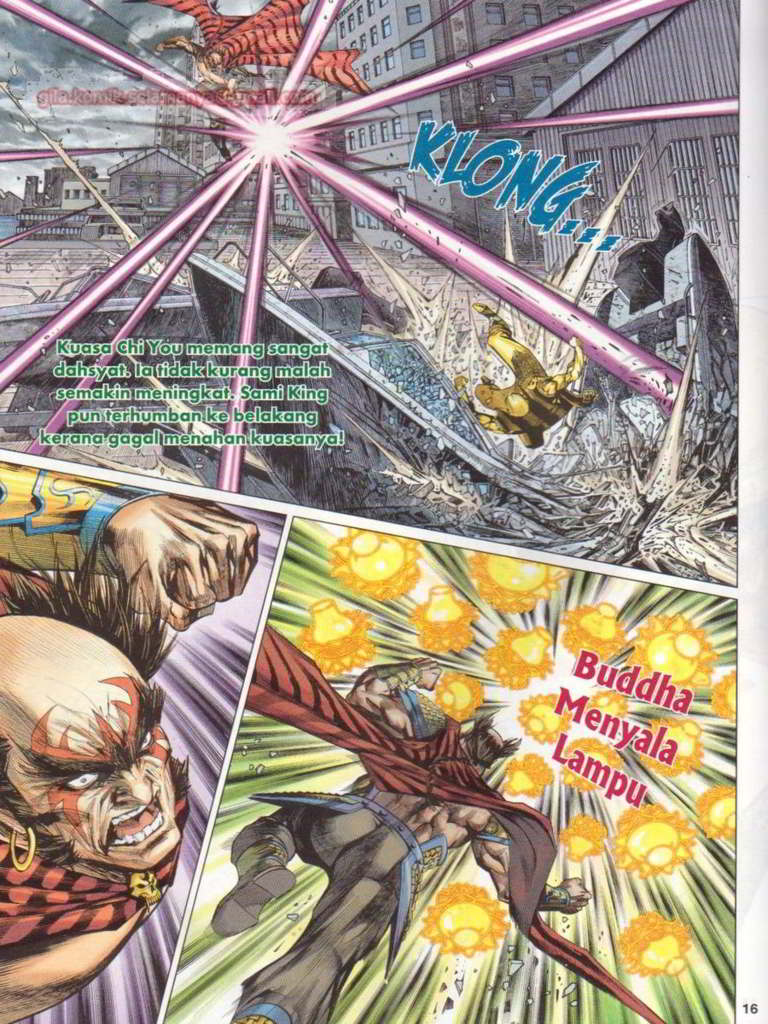 KLONG...
Kuasa Chi You memang sangat
dahsyat. Ia tidak kurang malah
semakin meningkat. Sami King
pun terhumban ke belakang
kerana gagal menahan kuasanya!
Buddha
Menyala
Lampu
16